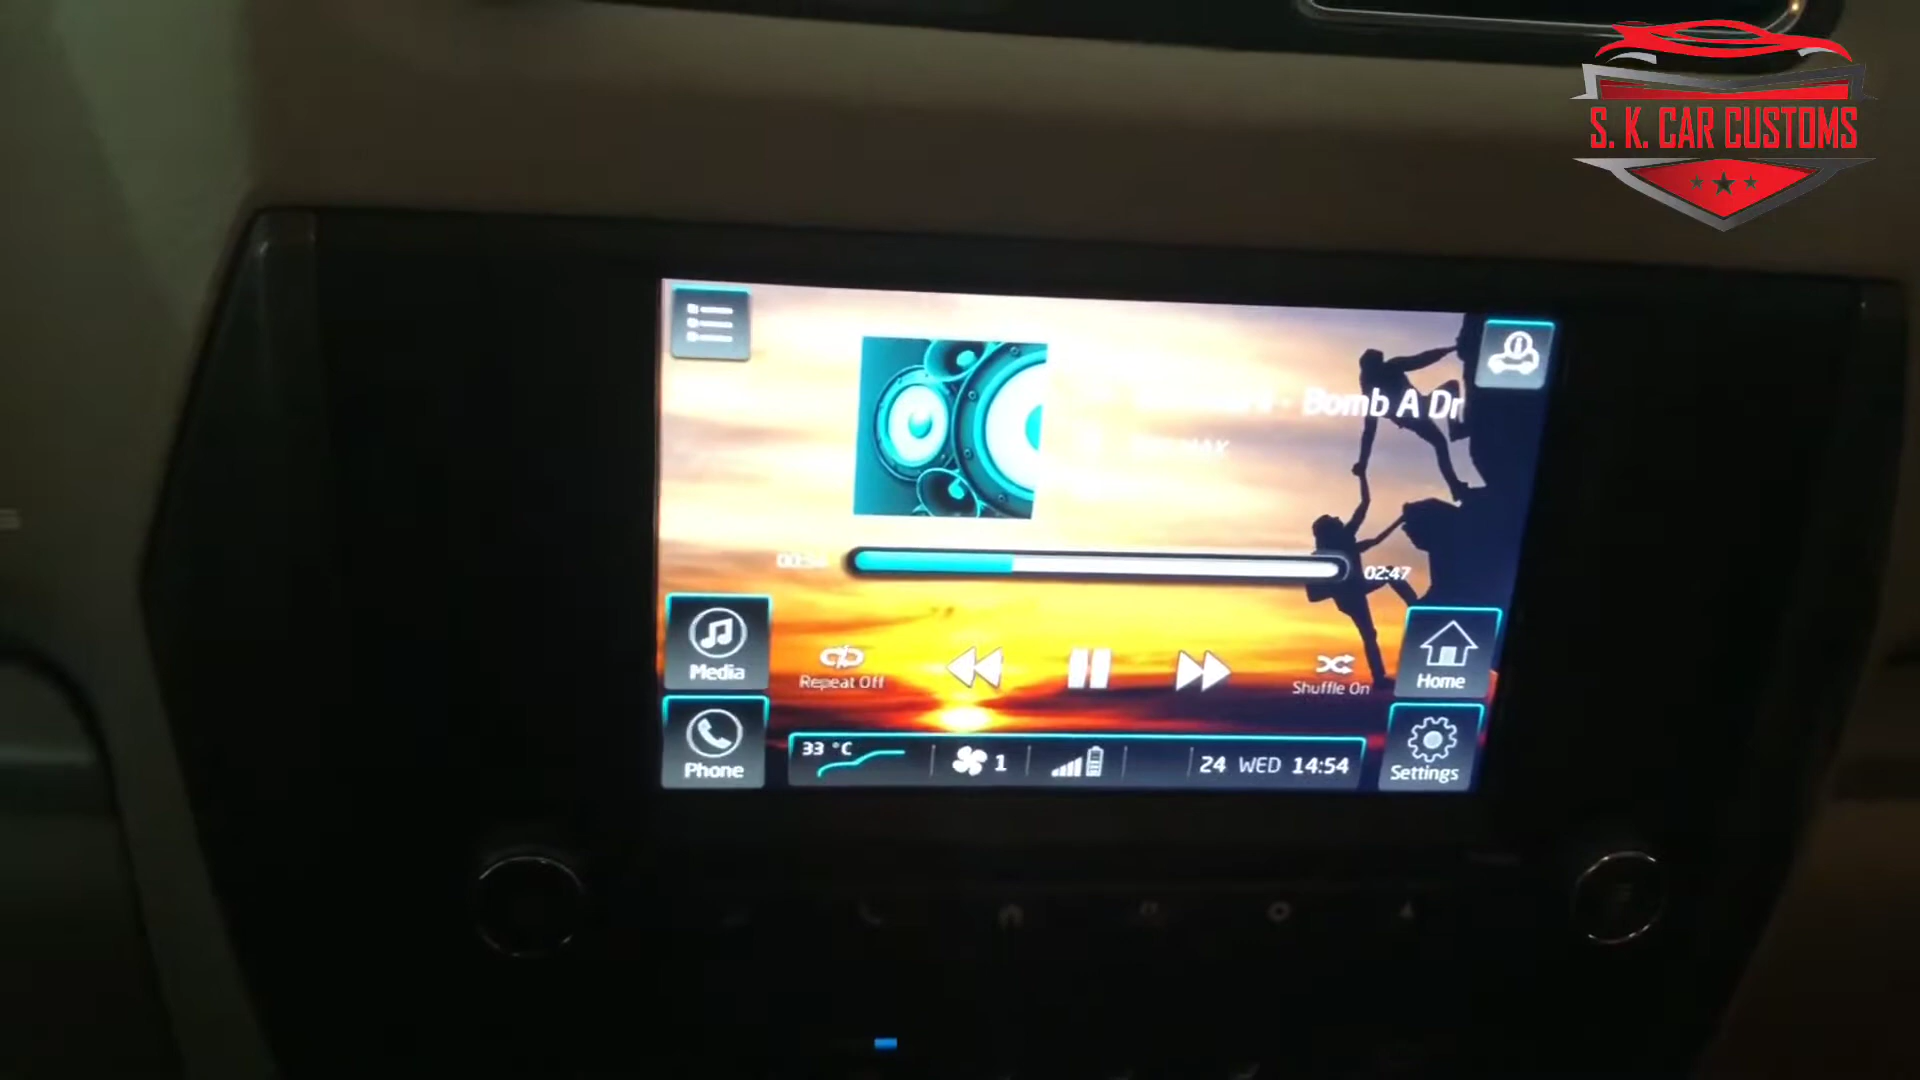 S. K. CAR CUSTOMS
- Bomb A Dr
02:47
Media
Repeat Off
Shuffle On
Home
Phone
33 °C
1
24 WED 14:54
Settings